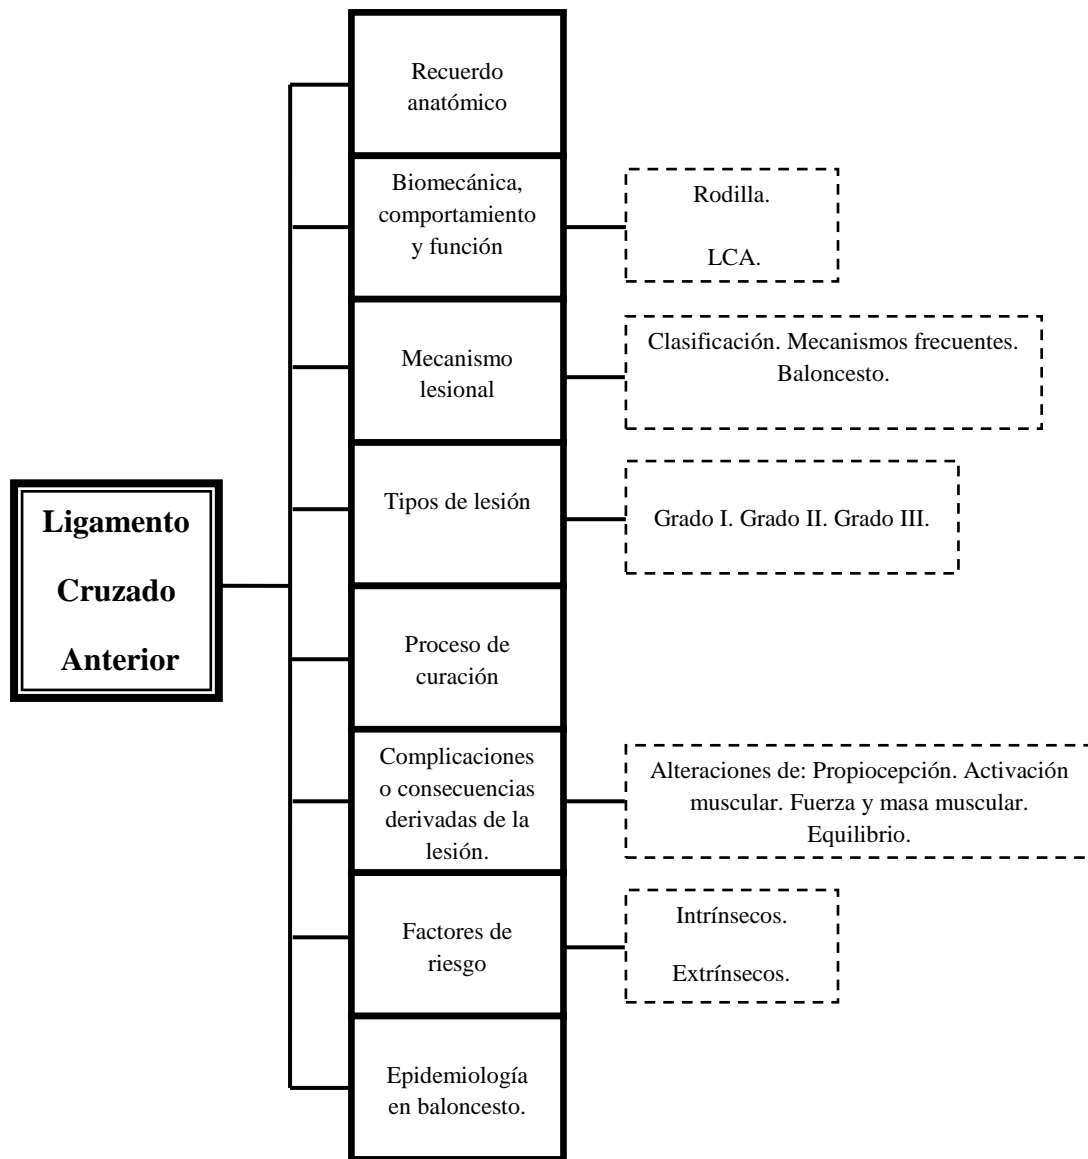 Ligamento
Cruzado
Anterior
Recuerdo
anatómico
Biomecánica,
comportamiento
y función
Rodilla.
LCA.
Mecanismo
lesional
Clasificación. Mecanismos frecuentes.
Baloncesto.
Tipos de lesión
Grado I. Grado II. Grado III.
Proceso de
curación
Complicaciones
o consecuencias
derivadas de la
lesión.
Alteraciones de: Propiocepción. Activación
muscular. Fuerza y masa muscular.
Equilibrio.
Factores de
riesgo
Intrínsecos.
Extrínsecos.
Epidemiología
en baloncesto.